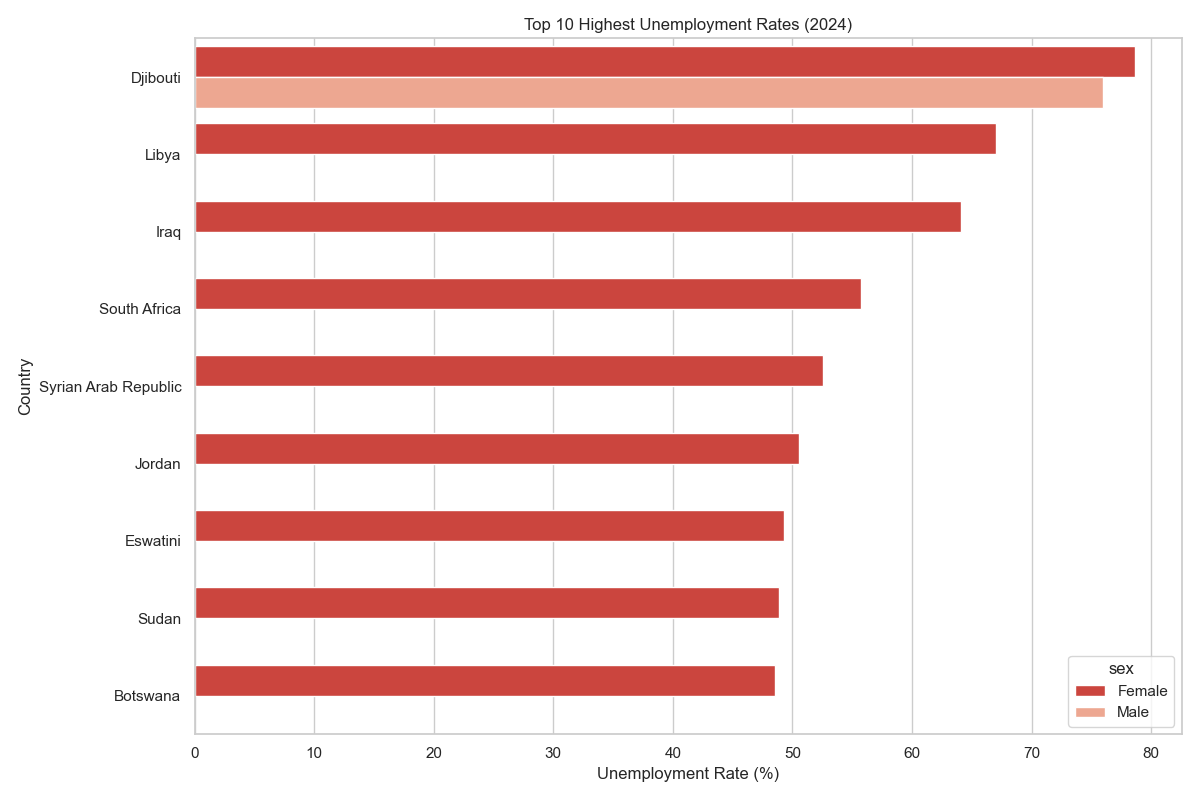 Top 10 Highest Unemployment Rates (2024)
Country
Djibouti
Libya
Iraq
South Africa
Syrian Arab Republic
Jordan
Eswatini
Sudan
Botswana
sex
Female
Male
0 10 20 30 40 50 60 70 80
Unemployment Rate (%)